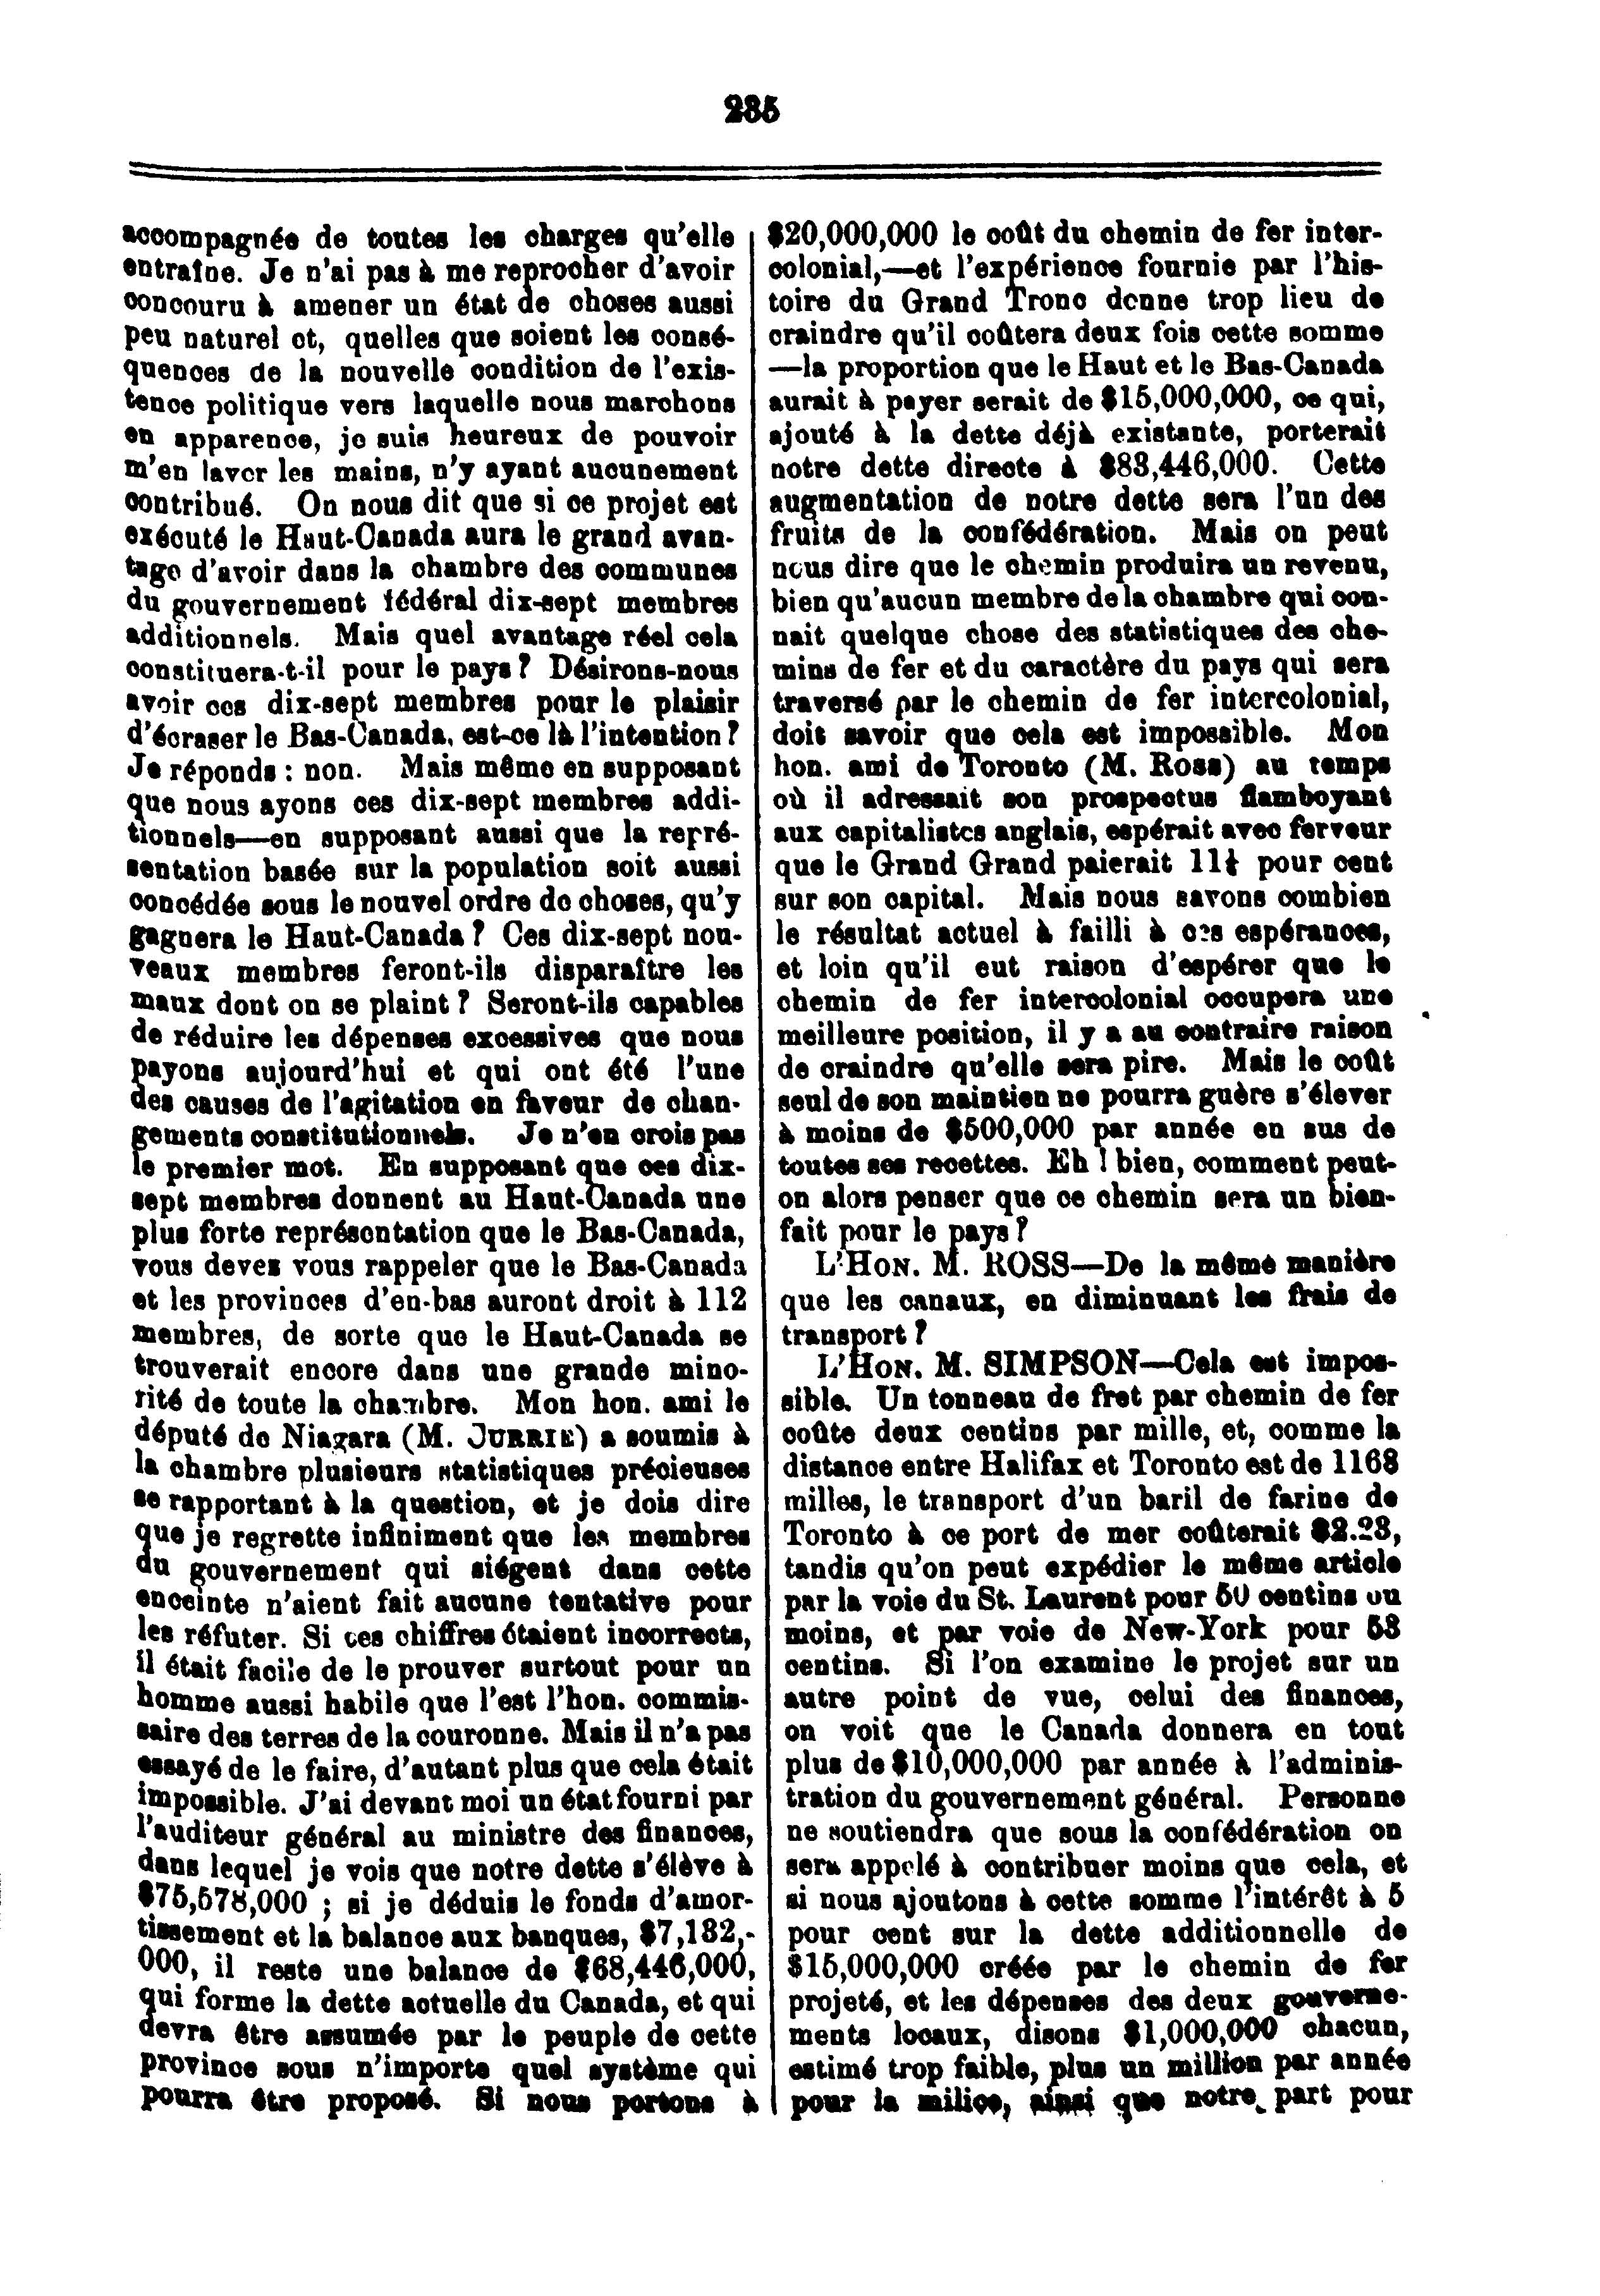 235
accompagnée de toutes les charges qu'elle
entraîne. Je n'ai pas à me reprocher d'avoir
concouru à amener un état de choses aussi
peu naturel et, quelles que soient les consé-
quences de la nouvelle condition de l'exis-
tence politique vers laquelle nous marchons
en apparence, je suis heureux de pouvoir
m'en laver les mains, n'y ayant aucunement
contribué. On nous dit que si ce projet est
exécuté le Haut-Canada aura le grand avan-
tage d'avoir dans la chambre des communes
du gouvernement fédéral dix-sept membres
additionnels. Mais quel avantage réel cela
constituera-t-il pour le pays ? Désirons-nous
avoir ces dix-sept membres pour le plaisir
d'écraser le Bas-Canada, est-ce là l'intention ?
Je réponds : non. Mais même en supposant
que nous ayons ces dix-sept membres addi-
tionnels—en supposant aussi que la repré-
sentation basée sur la population soit aussi
concédée sous le nouvel ordre de choses, qu'y
gagnera le Haut-Canada ? Ces dix-sept nou-
veaux membres feront-ils disparaître les
maux dont on se plaint ? Seront-ils capables
de réduire les dépenses excessives que nous
payons aujourd'hui et qui ont été l'une
des causes de l'agitation en faveur de chan-
gements constitutionnels. Je n'en crois pas
le premier mot. En supposant que ces dix-
sept membres donnent au Haut-Canada une
plus forte représentation que le Bas-Canada,
vous devez vous rappeler que le Bas-Canada
et les provinces d'en-bas auront droit à 112
membres, de sorte que le Haut-Canada se
trouverait encore dans une grande mino-
rité de toute la chambre. Mon hon. ami le
député de Niagara (M. CURRIE) a soumis à
la chambre plusieurs statistiques précieuses
se rapportant à la question, et je dois dire
que je regrette infiniment que les membres
du gouvernement qui siégent dans cette
enceinte n'aient fait aucune tentative pour
les réfuter. Si ces chiffres étaient incorrects,
il était facile de le prouver surtout pour un
homme aussi habile que l'est l'hon. commis-
saire des terres de la couronne. Mais il n'a pas
essayé de le faire, d'autant plus que cela était
impossible. J'ai devant moi un état fourni par
l'auditeur général au ministre des finances,
dans lequel je vois que notre dette s'élève à
$75,578,000 ; si je déduis le fonds d'amor-
tissement et la balance aux banques, $7,132,-
000, il reste une balance de $68,446,000,
qui forme la dette actuelle du Canada, et qui
devra être assumée par le peuple de cette
province sous n'importe quel système qui
pourra être proposé. Si nous portons à
$20,000,000 le coût du chemin de fer inter-
colonial,—et l'expérience fournie par l'his-
toire du Grand Tronc donne trop lieu de
craindre qu'il coûtera deux fois cette somme
—la proportion que le Haut et le Bas-Canada
aurait à payer serait de $15,000,000, ce qui,
ajouté à la dette déjà existante, porterait
notre dette directe à $83,446,000. Cette
augmentation de notre dette sera l'un des
fruits de la confédération. Mais on peut
nous dire que le chemin produira un revenu,
bien qu'aucun membre de la chambre qui con-
nait quelque chose des statistiques des che-
mins de fer et du caractère du pays qui sera
traversé par le chemin de fer intercolonial,
doit savoir que cela est impossible. Mon
hon. ami de Toronto (M. Ross) au temps
où il adressait son prospectus flamboyant
aux capitalistes anglais, espérait avec ferveur
que le Grand Grand paierait 11½ pour cent
sur son capital. Mais nous savons combien
le résultat actuel à failli à ces espérances,
et loin qu'il eut raison d'espérer que le
chemin de fer intercolonial occupera une
meilleure position, il y a au contraire raison
de craindre qu'elle sera pire. Mais le coût
seul de son maintien ne pourra guère s'élever
à moins de $500,000 par année en sus de
toutes ses recettes. Eh ! bien, comment peut-
on alors penser que ce chemin sera un bien-
fait pour le pays ?
L'HON. M. ROSS—De la même manière
que les canaux, en diminuant les frais de
transport ?
L'HON. M. SIMPSON—Cela est impos-
sible. Un tonneau de fret par chemin de fer
coûte deux centins par mille, et, comme la
distance entre Halifax et Toronto est de 1168
milles, le transport d'un baril de farine de
Toronto à ce port de mer coûterait $2.23,
tandis qu'on peut expédier le même article
par la voie du St. Laurent pour 50 centins ou
moins, et par voie de New-York pour 53
centins. Si l'on examine le projet sur un
autre point de vue, celui des finances,
on voit que le Canada donnera en tout
plus de $10,000,000 par année à l'adminis-
tration du gouvernement général. Personne
ne soutiendra que sous la confédération on
sera appelé à contribuer moins que cela, et
si nous ajoutons à cette somme l'intérêt à 5
pour cent sur la dette additionnelle de
$15,000,000 créée par le chemin de fer
projeté, et les dépenses des deux gouverne-
ments locaux, disons $1,000,000 chacun,
estimé trop faible, plus un million par année
pour la milice, ainsi que notre part pour